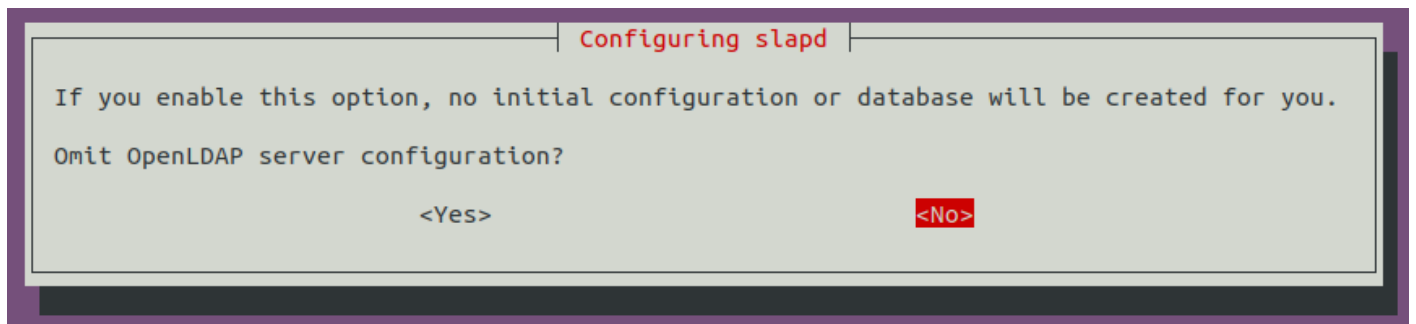 Configuring slapd
If you enable this option, no initial configuration or database will be created for you.
Omit OpenLDAP server configuration?
<Yes> <No>